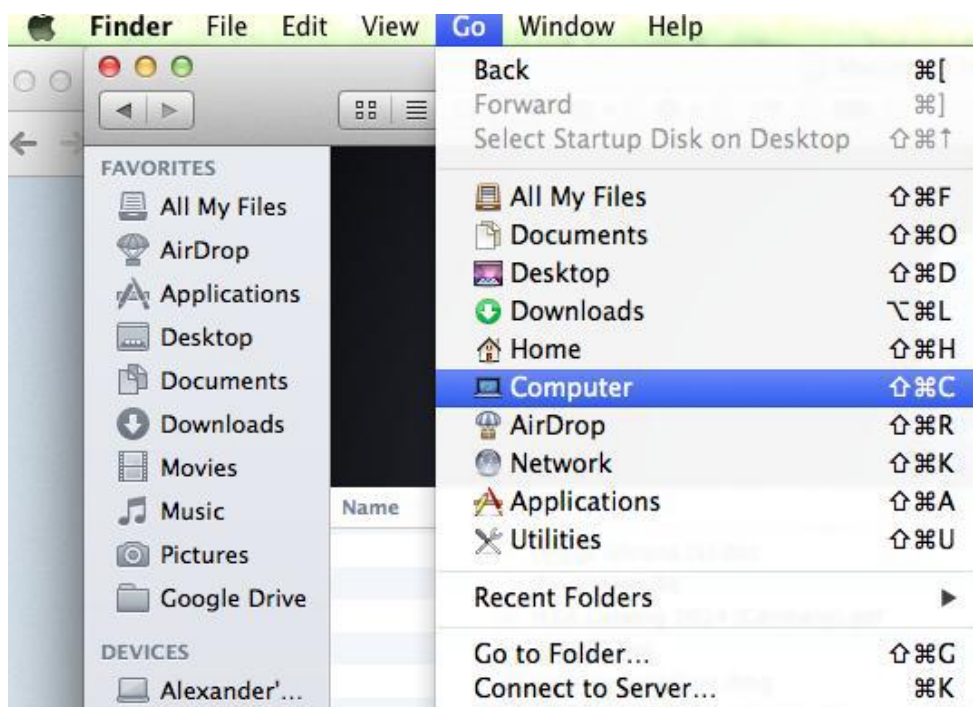 Finder File Edit View Go Window Help
FAVORITES
All My Files
AirDrop
Applications
Desktop
Documents
Downloads
Movies
Music
Pictures
Google Drive
DEVICES
Alexander'...
Name
Back ⌘[
Forward ⌘]
Select Startup Disk on Desktop ⇧⌘↑
All My Files ⇧⌘F
Documents ⇧⌘O
Desktop ⇧⌘D
Downloads ⌥⌘L
Home ⇧⌘H
Computer ⇧⌘C
AirDrop ⇧⌘R
Network ⇧⌘K
Applications ⇧⌘A
Utilities ⇧⌘U
Recent Folders ▶
Go to Folder... ⇧⌘G
Connect to Server... ⌘K